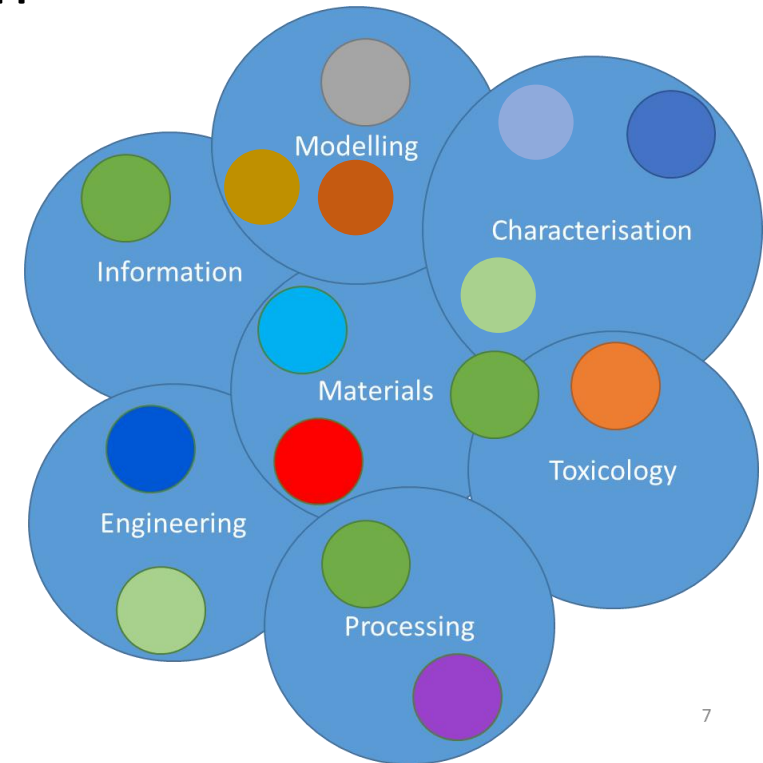 Modelling
Characterisation
Information
Materials
Toxicology
Engineering
Processing
7